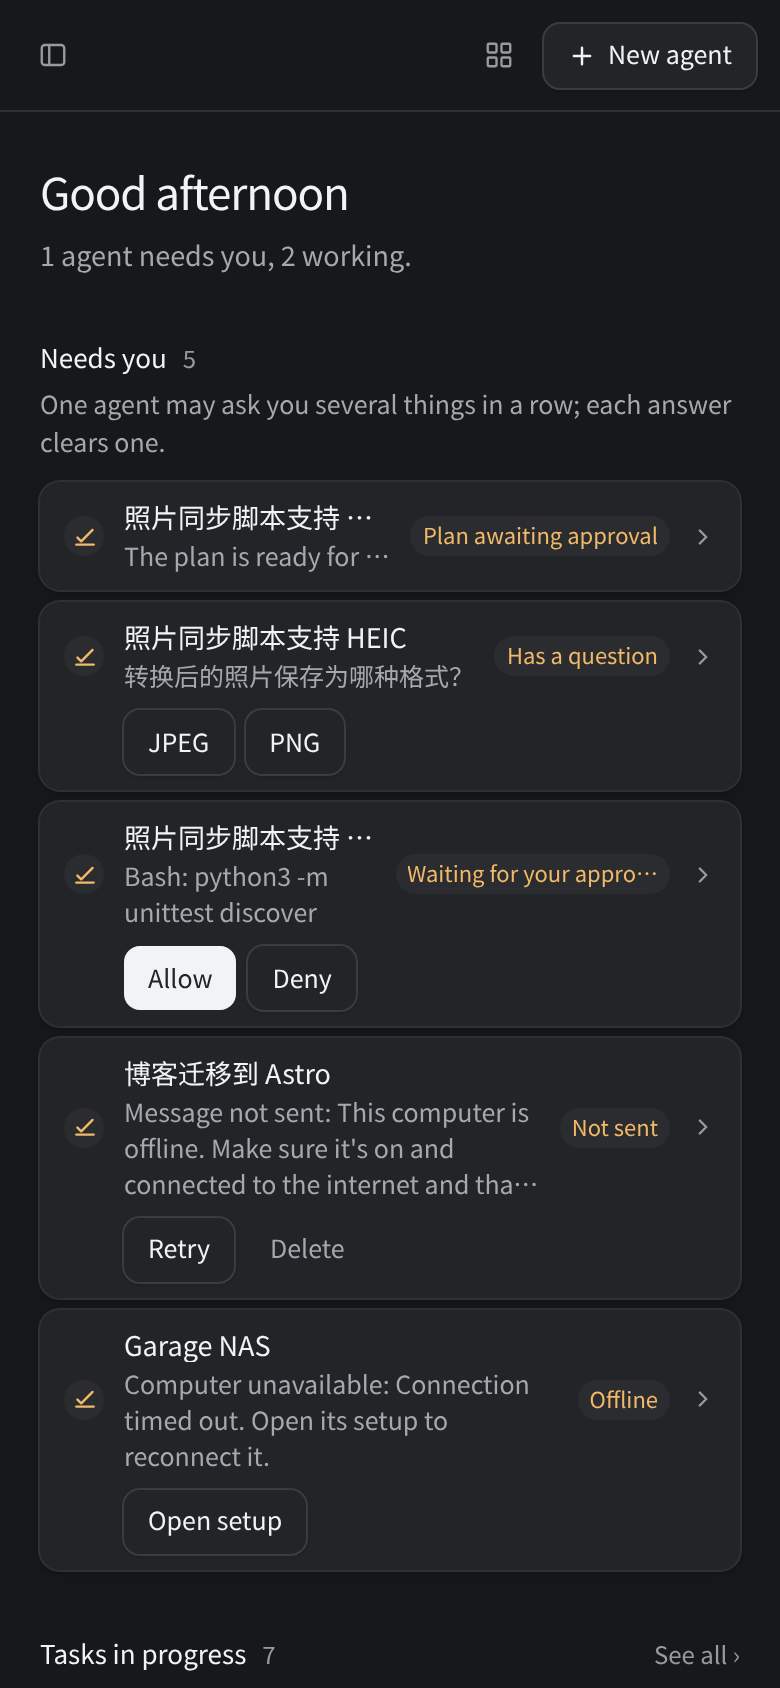 New agent
Good afternoon
1 agent needs you, 2 working.
Needs you 5
One agent may ask you several things in a row; each answer
clears one.
照片同步脚本支持 ···
The plan is ready for ···
Plan awaiting approval
照片同步脚本支持 HEIC
转换后的照片保存为哪种格式？
Has a question
JPEG PNG
照片同步脚本支持 ···
Bash: python3 -m
unittest discover
Waiting for your appro···
Allow Deny
博客迁移到 Astro
Message not sent: This computer is
offline. Make sure it's on and
connected to the internet and tha···
Not sent
Retry Delete
Garage NAS
Computer unavailable: Connection
timed out. Open its setup to
reconnect it.
Offline
Open setup
Tasks in progress 7
See all ›